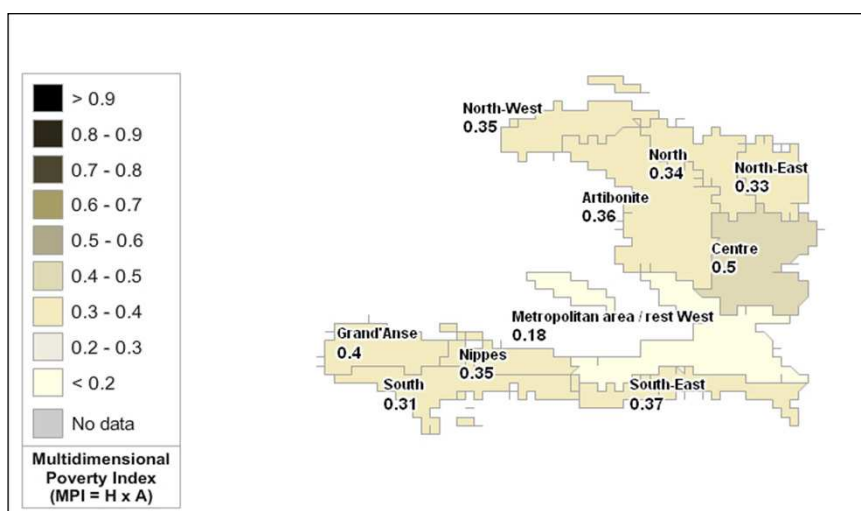 > 0.9
0.8 - 0.9
0.7 - 0.8
0.6 - 0.7
0.5 - 0.6
0.4 - 0.5
0.3 - 0.4
0.2 - 0.3
< 0.2
No data
Multidimensional
Poverty Index
(MPI = H x A)
North-West
0.35
North
0.34
North-East
0.33
Artibonite
0.36
Centre
0.5
Metropolitan area / rest West
0.18
Grand'Anse
0.4
Nippes
0.35
South
0.31
South-East
0.37